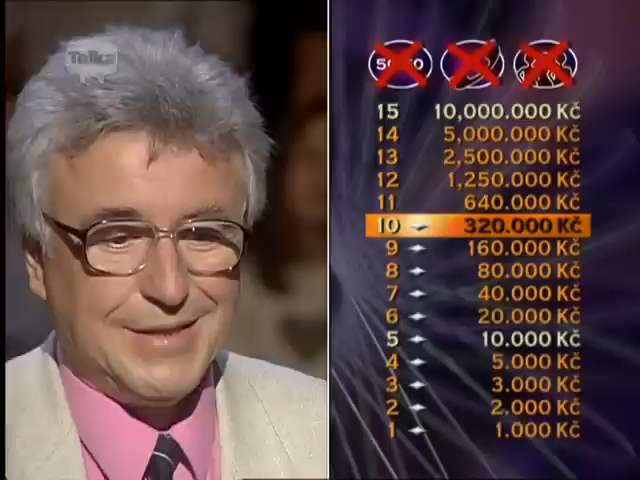 Telka
50:50
15 10,000.000 Kč
14 5,000.000 Kč
13 2,500.000 Kč
12 1,250.000 Kč
11 640.000 Kč
10 320.000 Kč
9 160.000 Kč
8 80.000 Kč
7 40.000 Kč
6 20.000 Kč
5 10.000 Kč
4 5.000 Kč
3 3.000 Kč
2 2.000 Kč
1 1.000 Kč